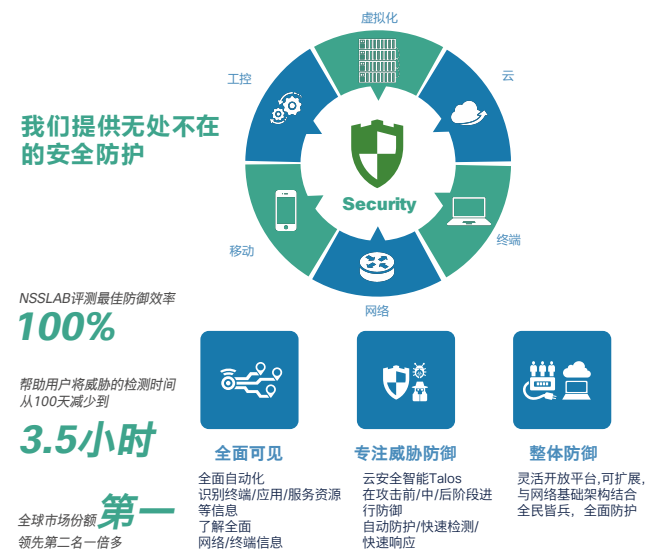 虚拟化
工控
云
我们提供无处不在
的安全防护
Security
移动
终端
网络
NSSLAB评测最佳防御效率
100%
帮助用户将威胁的检测时间
从100天减少到
3.5小时
全球市场份额第一
领先第二名一倍多
全面可见
全面自动化
识别终端/应用/服务资源
等信息
了解全面
网络/终端信息
专注威胁防御
云安全智能Talos
在攻击前/中/后阶段进
行防御
自动防护/快速检测/
快速响应
整体防御
灵活开放平台,可扩展,
与网络基础架构结合
全民皆兵，全面防护